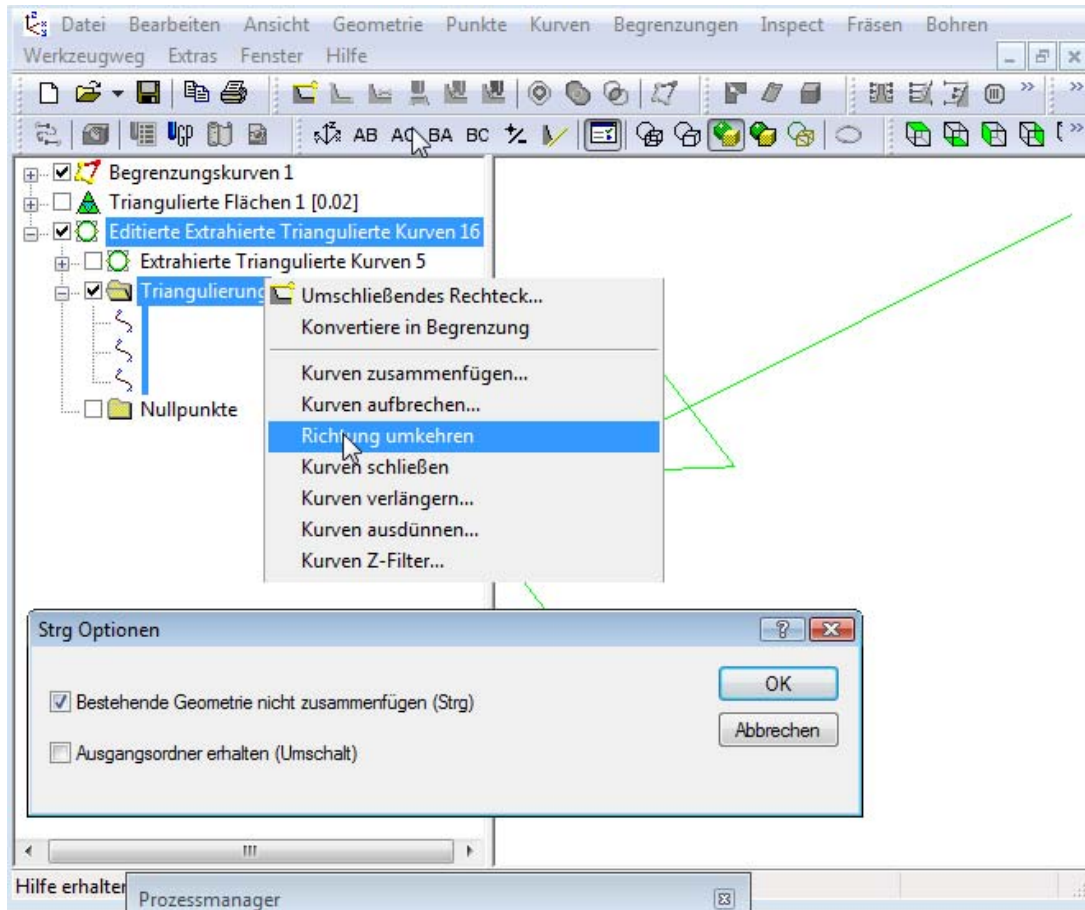 Datei Bearbeiten Ansicht Geometrie Punkte Kurven Begrenzungen Inspect Fräsen Bohren
Werkzeugweg Extras Fenster Hilfe
AB AC BA BC
Begrenzungskurven 1
Triangulierte Flächen 1 [0.02]
Editierte Extrahierte Triangulierte Kurven 16
Extrahierte Triangulierte Kurven 5
Triangulierung
Nullpunkte
Umschließendes Rechteck...
Konvertiere in Begrenzung
Kurven zusammenfügen...
Kurven aufbrechen...
Richtung umkehren
Kurven schließen
Kurven verlängern...
Kurven ausdünnen...
Kurven Z-Filter...
Strg Optionen
Bestehende Geometrie nicht zusammenfügen (Strg)
OK
Ausgangsordner erhalten (Umschalt)
Abbrechen
Hilfe erhalten
Prozessmanager